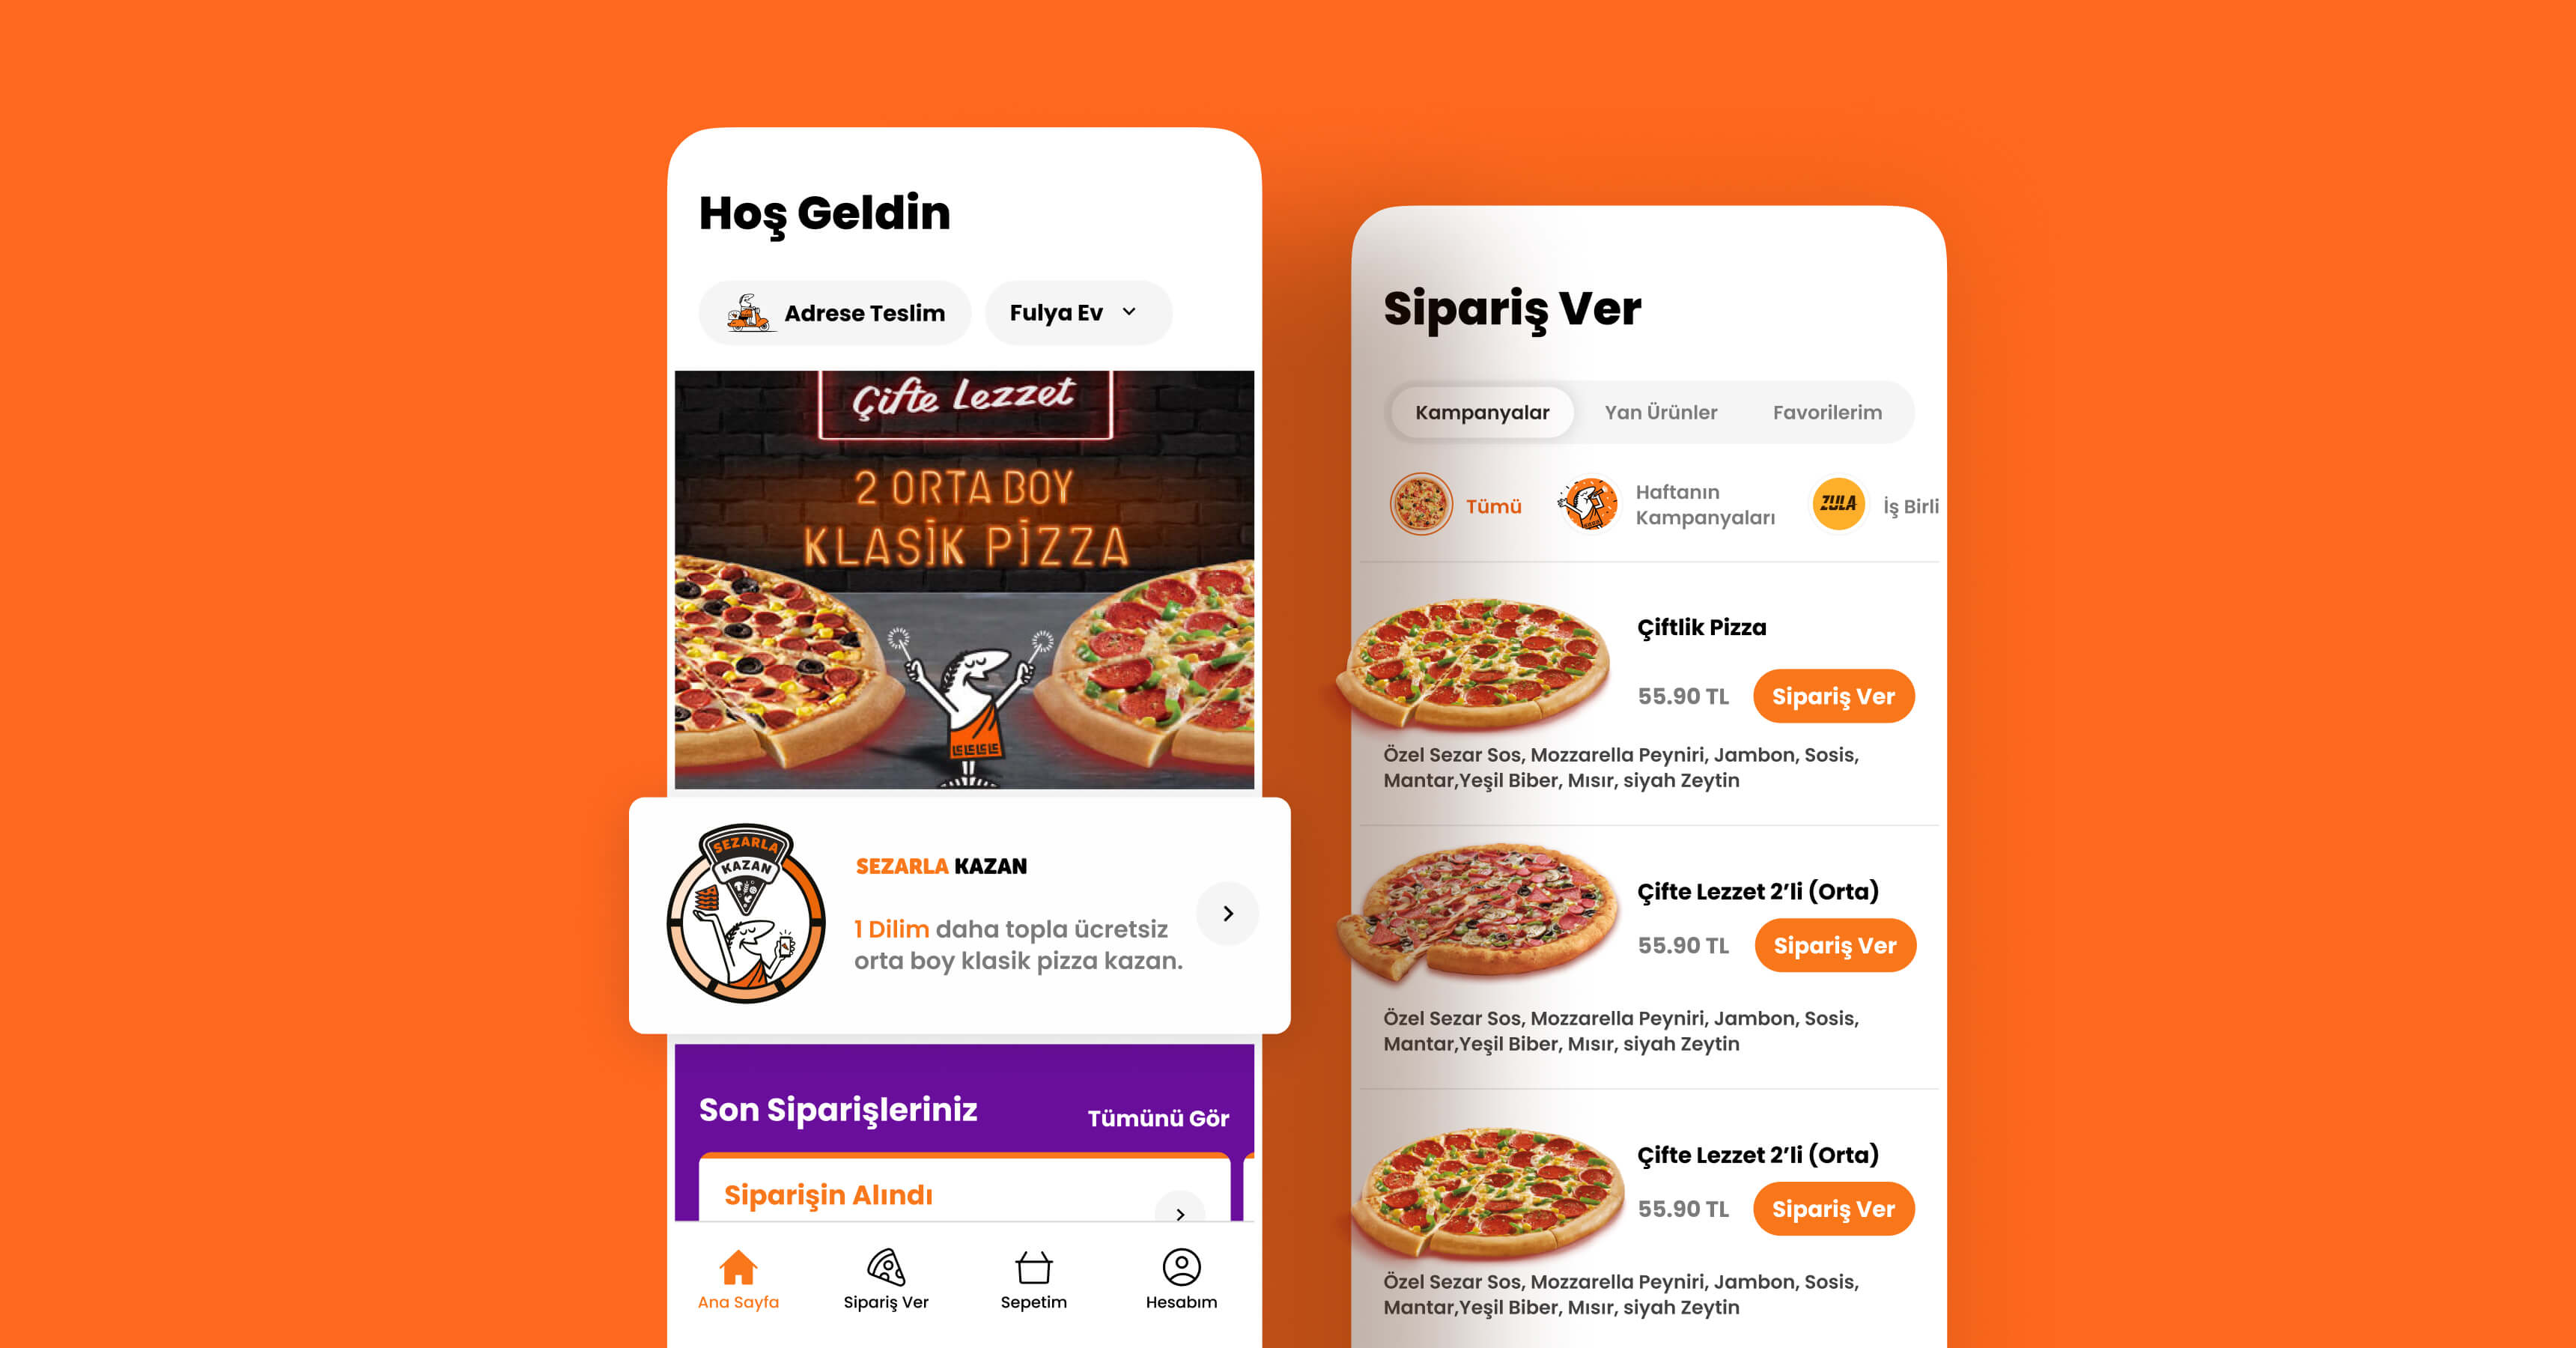 Hoş Geldin
Adrese Teslim
Fulya Ev
Çifte Lezzet
2 ORTA BOY
KLASİK PİZZA
SEZARLA
KAZAN
SEZARLA KAZAN
1 Dilim daha topla ücretsiz
orta boy klasik pizza kazan.
Son Siparişleriniz
Tümünü Gör
Siparişin Alındı
Ana Sayfa
Sipariş Ver
Sepetim
Hesabım
Sipariş Ver
Kampanyalar
Yan Ürünler
Favorilerim
Tümü
Haftanın
Kampanyaları
ZULA
İş Birli
Çiftlik Pizza
55.90 TL
Sipariş Ver
Özel Sezar Sos, Mozzarella Peyniri, Jambon, Sosis,
Mantar,Yeşil Biber, Mısır, siyah Zeytin
Çifte Lezzet 2’li (Orta)
55.90 TL
Sipariş Ver
Özel Sezar Sos, Mozzarella Peyniri, Jambon, Sosis,
Mantar,Yeşil Biber, Mısır, siyah Zeytin
Çifte Lezzet 2’li (Orta)
55.90 TL
Sipariş Ver
Özel Sezar Sos, Mozzarella Peyniri, Jambon, Sosis,
Mantar,Yeşil Biber, Mısır, siyah Zeytin